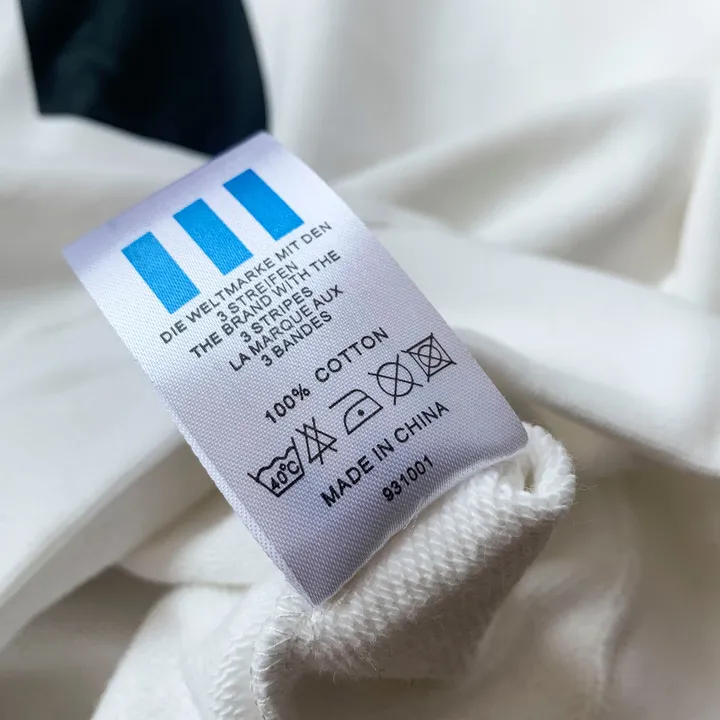 DIE WELTMARKE MIT DEN
3 STREIFEN
THE BRAND WITH THE
3 STRIPES
LA MARQUE AUX
3 BANDES
100% COTTON
40°C
MADE IN CHINA
931001